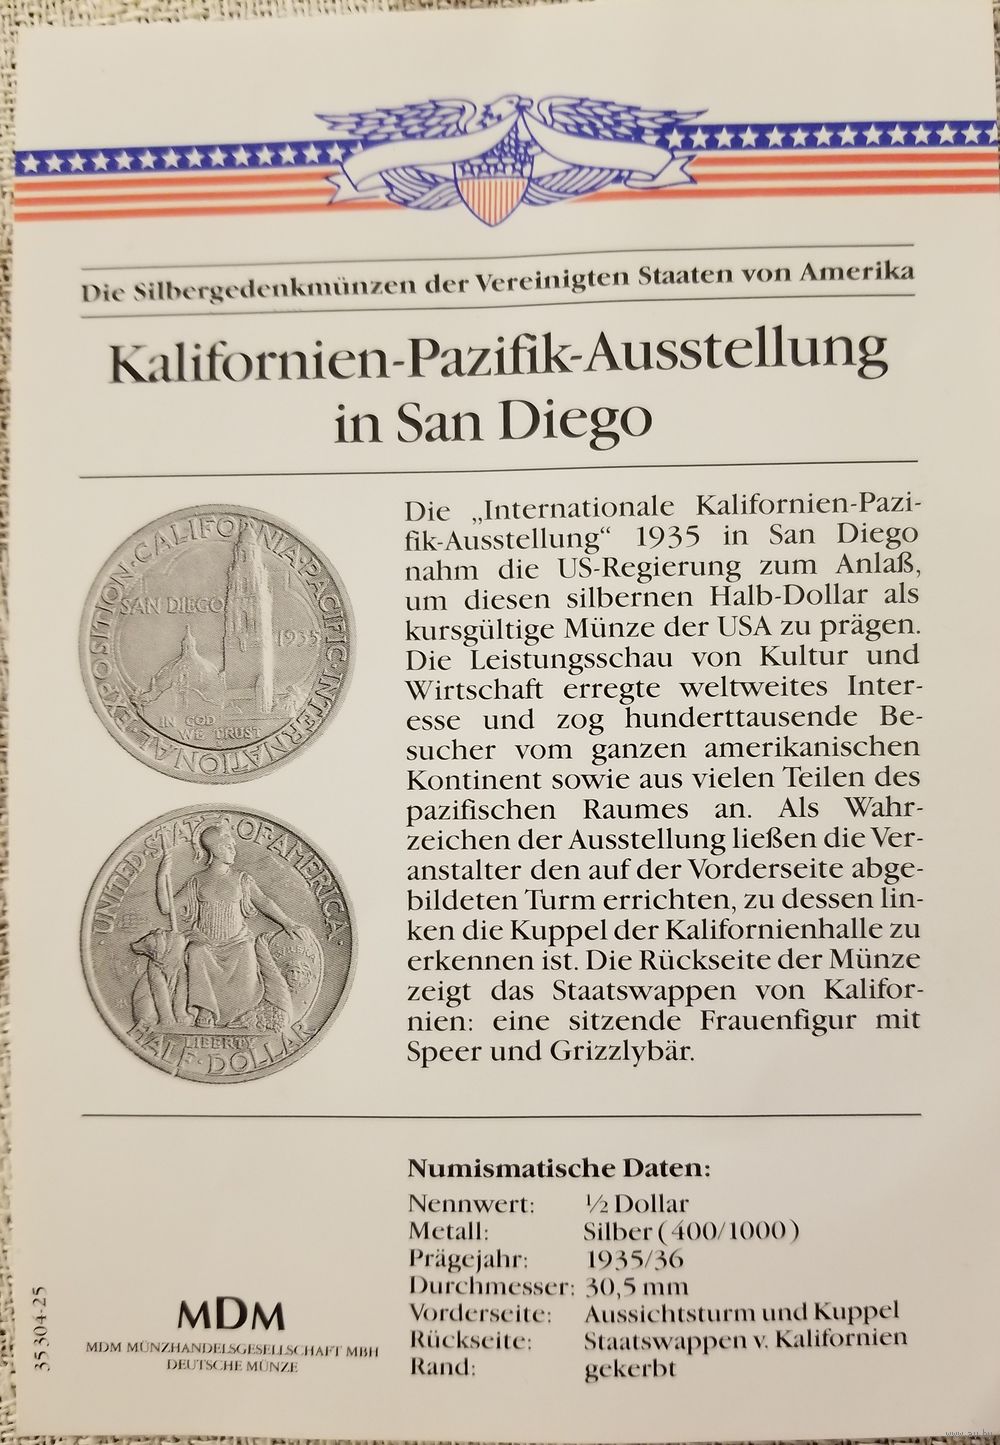 Die Silbergedenkmünzen der Vereinigten Staaten von Amerika
Kalifornien-Pazifik-Ausstellung
in San Diego
CALIFORNIA·PACIFIC·INTERNATIONAL·EXPOSITION·
SAN DIEGO
1935
IN GOD
WE TRUST
·UNITED·STATES·OF·AMERICA·
LIBERTY
HALF·DOLLAR
Die „Internationale Kalifornien-Pazi-
fik-Ausstellung“ 1935 in San Diego
nahm die US-Regierung zum Anlaß,
um diesen silbernen Halb-Dollar als
kursgültige Münze der USA zu prägen.
Die Leistungsschau von Kultur und
Wirtschaft erregte weltweites Inter-
esse und zog hunderttausende Be-
sucher vom ganzen amerikanischen
Kontinent sowie aus vielen Teilen des
pazifischen Raumes an. Als Wahr-
zeichen der Ausstellung ließen die Ver-
anstalter den auf der Vorderseite abge-
bildeten Turm errichten, zu dessen lin-
ken die Kuppel der Kalifornienhalle zu
erkennen ist. Die Rückseite der Münze
zeigt das Staatswappen von Kalifor-
nien: eine sitzende Frauenfigur mit
Speer und Grizzlybär.
Numismatische Daten:
Nennwert: ½ Dollar
Metall: Silber (400/1000)
Prägejahr: 1935/36
Durchmesser: 30,5 mm
Vorderseite: Aussichtsturm und Kuppel
Rückseite: Staatswappen v. Kalifornien
Rand: gekerbt
MDM
MDM MÜNZHANDELSGESELLSCHAFT MBH
DEUTSCHE MÜNZE
35 304-25